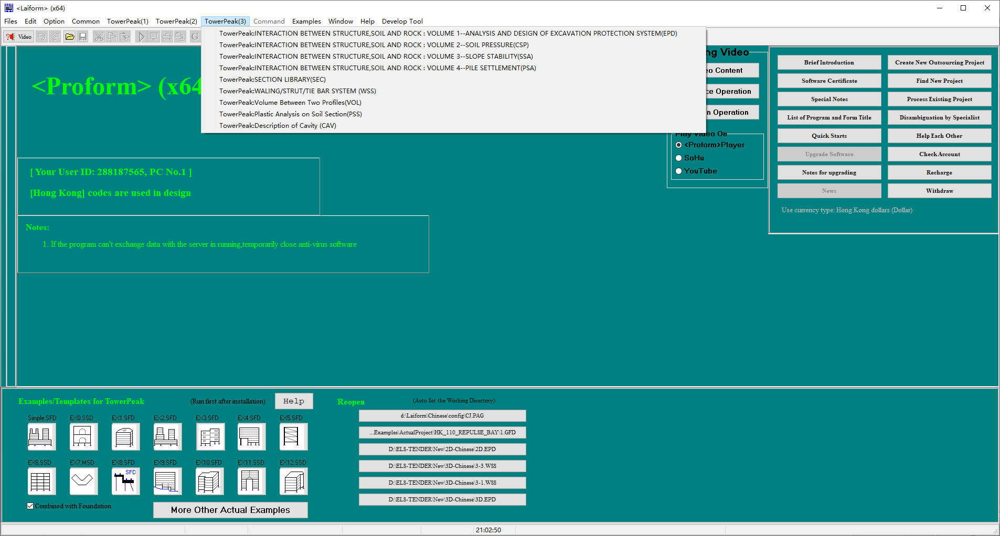 <Laiform> (x64)
Files Edit Option Common TowerPeak(1) TowerPeak(2) TowerPeak(3) Command Examples Window Help Develop Tool
Video
G
TowerPeak:INTERACTION BETWEEN STRUCTURE,SOIL AND ROCK : VOLUME 1--ANALYSIS AND DESIGN OF EXCAVATION PROTECTION SYSTEM(EPD)
TowerPeak:INTERACTION BETWEEN STRUCTURE,SOIL AND ROCK : VOLUME 2--SOIL PRESSURE(CSP)
TowerPeak:INTERACTION BETWEEN STRUCTURE,SOIL AND ROCK : VOLUME 3--SLOPE STABILITY(SSA)
TowerPeak:INTERACTION BETWEEN STRUCTURE,SOIL AND ROCK : VOLUME 4--PILE SETTLEMENT(PSA)
TowerPeak:SECTION LIBRARY(SEC)
TowerPeak:WALING/STRUT/TIE BAR SYSTEM (WSS)
TowerPeak:Volume Between Two Profiles(VOL)
TowerPeak:Plastic Analysis on Soil Section(PSS)
TowerPeak:Description of Cavity (CAV)
<Proform> (x64
[ Your User ID: 288187565, PC No.1 ]
[Hong Kong] codes are used in design
Notes:
1. If the program can't exchange data with the server in running,temporarily close anti-virus software
ng Video
eo Content
ce Operation
n Operation
Play Video On
<Proform>Player
SoHu
YouTube
Brief Introduction Create New Outsourcing Project
Software Certificate Find New Project
Special Notes Process Existing Project
List of Program and Form Title Disambiguation by Specialist
Quick Starts Help Each Other
Upgrade Software Check Account
Notes for upgrading Recharge
News Withdraw
Use currency type: Hong Kong dollars (Dollar)
Examples/Templates for TowerPeak (Run first after installation) Help
Simple.SFD EX0.SSD EX1.SFD EX2.SFD EX3.SFD EX4.SFD EX5.SFD
EX6.SSD EX7.MSD EX8.SFD EX9.SFD EX10.SFD EX11.SSD EX12.SSD
SFD
Combined with Foundation
More Other Actual Examples
Reopen (Auto Set the Working Directory)
d:\Laiform\Chinese\config\CJ.PAG
...Examples\ActualProject\HK_110_REPULSE_BAY\1.GFD
D:\ELS-TENDER\New\2D-Chinese\2D.EPD
D:\ELS-TENDER\New\3D-Chinese\3-3.WSS
D:\ELS-TENDER\New\3D-Chinese\3-1.WSS
D:\ELS-TENDER\New\3D-Chinese\3D.EPD
21:02:50